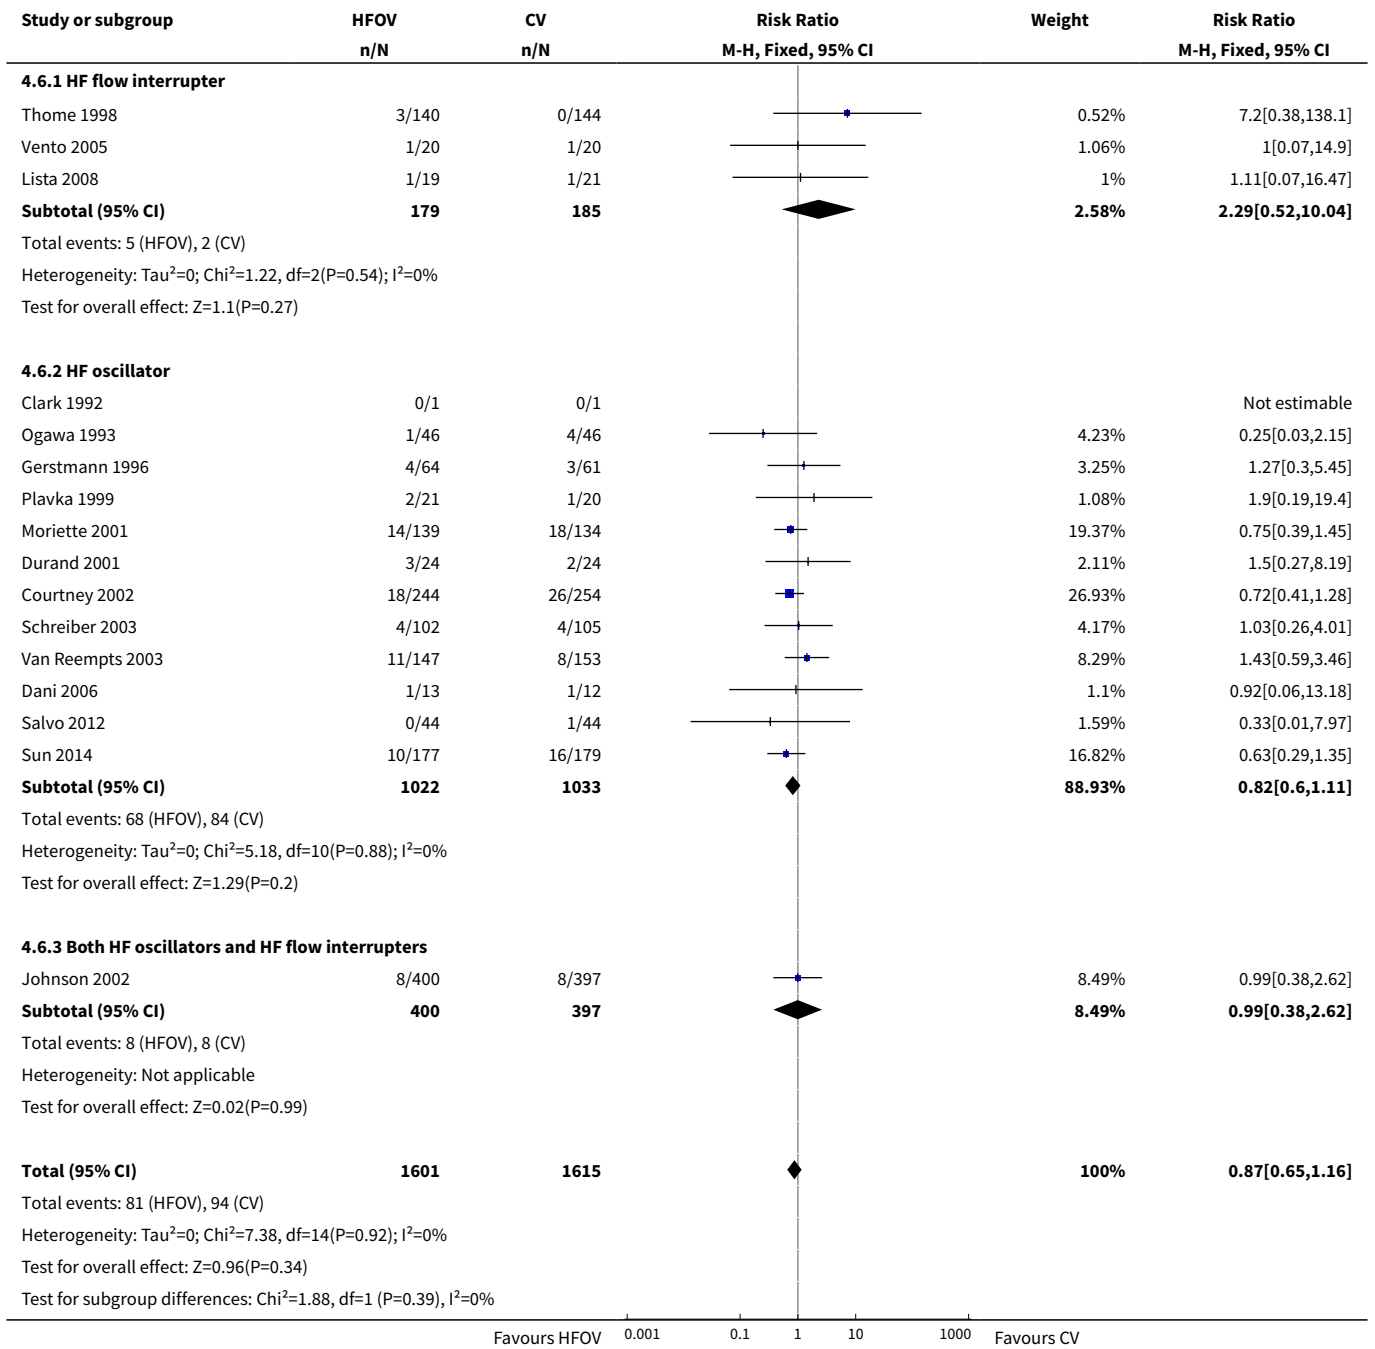 Study or subgroup HFOV CV Risk Ratio Weight Risk Ratio
n/N n/N M-H, Fixed, 95% CI M-H, Fixed, 95% CI
4.6.1 HF flow interrupter
Thome 1998 3/140 0/144 0.52% 7.2[0.38,138.1]
Vento 2005 1/20 1/20 1.06% 1[0.07,14.9]
Lista 2008 1/19 1/21 1% 1.11[0.07,16.47]
Subtotal (95% CI) 179 185 2.58% 2.29[0.52,10.04]
Total events: 5 (HFOV), 2 (CV)
Heterogeneity: Tau²=0; Chi²=1.22, df=2(P=0.54); I²=0%
Test for overall effect: Z=1.1(P=0.27)
4.6.2 HF oscillator
Clark 1992 0/1 0/1 Not estimable
Ogawa 1993 1/46 4/46 4.23% 0.25[0.03,2.15]
Gerstmann 1996 4/64 3/61 3.25% 1.27[0.3,5.45]
Plavka 1999 2/21 1/20 1.08% 1.9[0.19,19.4]
Moriette 2001 14/139 18/134 19.37% 0.75[0.39,1.45]
Durand 2001 3/24 2/24 2.11% 1.5[0.27,8.19]
Courtney 2002 18/244 26/254 26.93% 0.72[0.41,1.28]
Schreiber 2003 4/102 4/105 4.17% 1.03[0.26,4.01]
Van Reempts 2003 11/147 8/153 8.29% 1.43[0.59,3.46]
Dani 2006 1/13 1/12 1.1% 0.92[0.06,13.18]
Salvo 2012 0/44 1/44 1.59% 0.33[0.01,7.97]
Sun 2014 10/177 16/179 16.82% 0.63[0.29,1.35]
Subtotal (95% CI) 1022 1033 88.93% 0.82[0.6,1.11]
Total events: 68 (HFOV), 84 (CV)
Heterogeneity: Tau²=0; Chi²=5.18, df=10(P=0.88); I²=0%
Test for overall effect: Z=1.29(P=0.2)
4.6.3 Both HF oscillators and HF flow interrupters
Johnson 2002 8/400 8/397 8.49% 0.99[0.38,2.62]
Subtotal (95% CI) 400 397 8.49% 0.99[0.38,2.62]
Total events: 8 (HFOV), 8 (CV)
Heterogeneity: Not applicable
Test for overall effect: Z=0.02(P=0.99)
Total (95% CI) 1601 1615 100% 0.87[0.65,1.16]
Total events: 81 (HFOV), 94 (CV)
Heterogeneity: Tau²=0; Chi²=7.38, df=14(P=0.92); I²=0%
Test for overall effect: Z=0.96(P=0.34)
Test for subgroup differences: Chi²=1.88, df=1 (P=0.39), I²=0%
Favours HFOV 0.001 0.1 1 10 1000 Favours CV